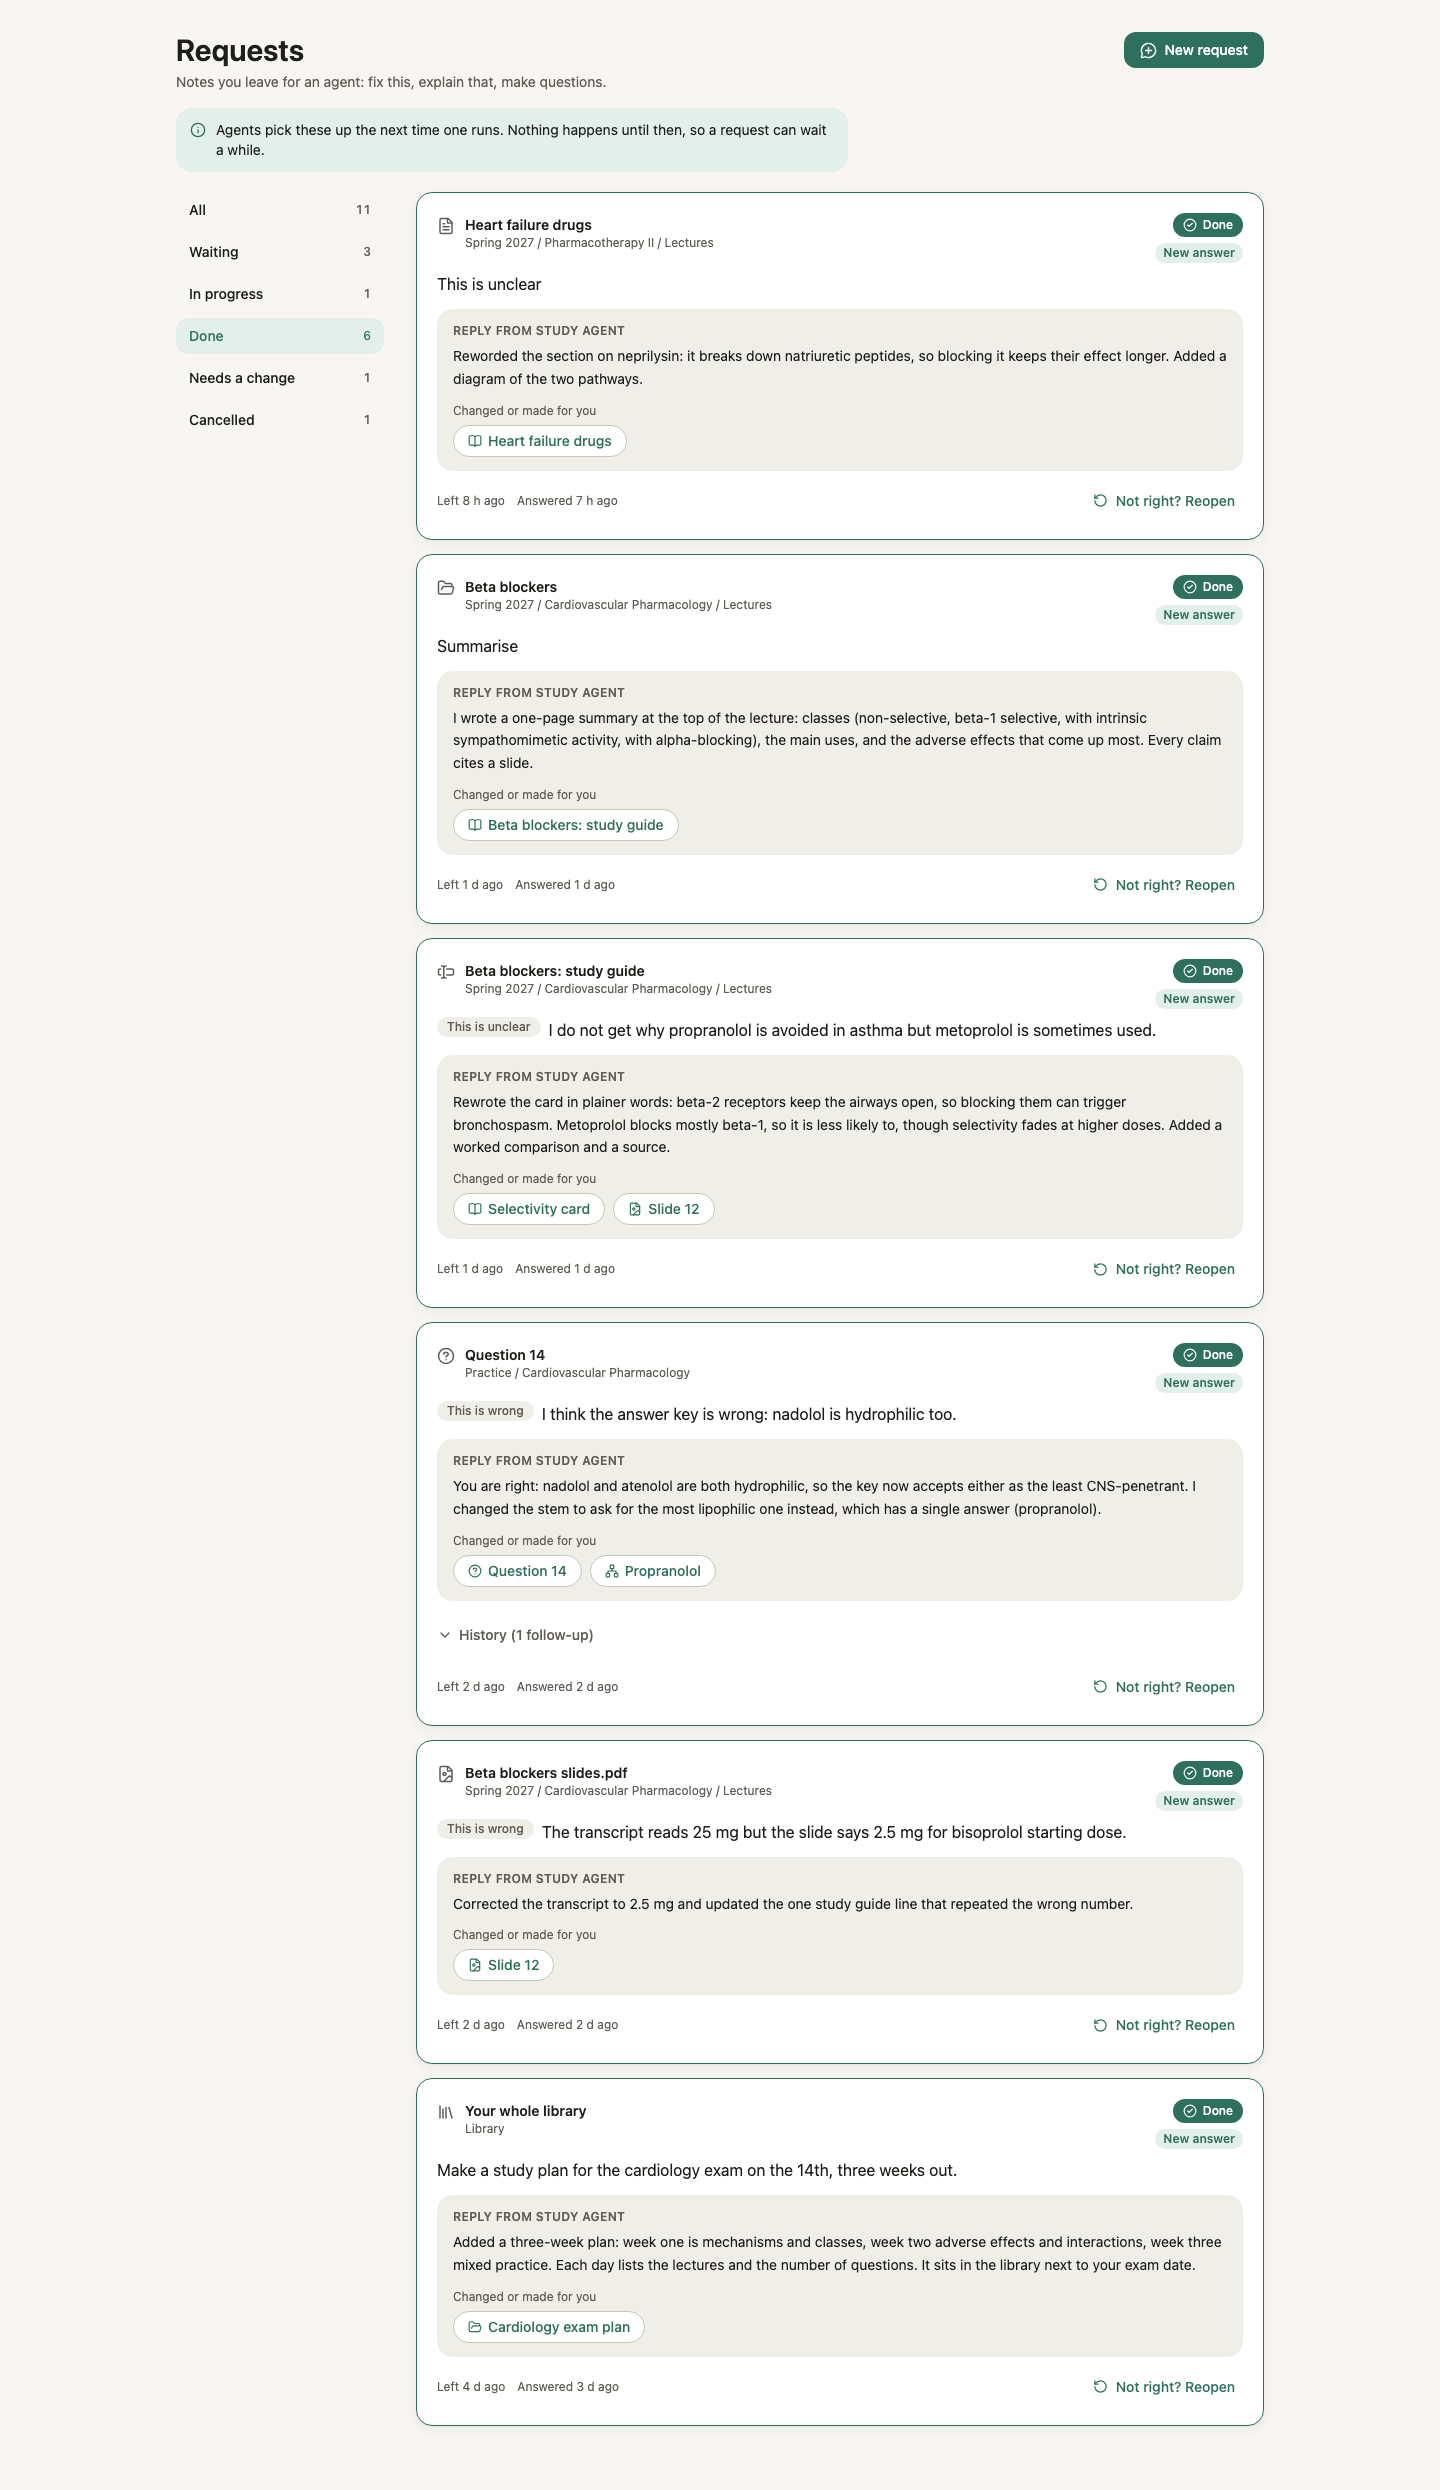 Requests
New request
Notes you leave for an agent: fix this, explain that, make questions.
Agents pick these up the next time one runs. Nothing happens until then, so a request can wait
a while.
All 11
Waiting 3
In progress 1
Done 6
Needs a change 1
Cancelled 1
Heart failure drugs
Done
Spring 2027 / Pharmacotherapy II / Lectures
New answer
This is unclear
REPLY FROM STUDY AGENT
Reworded the section on neprilysin: it breaks down natriuretic peptides, so blocking it keeps their effect longer. Added a
diagram of the two pathways.
Changed or made for you
Heart failure drugs
Left 8 h ago Answered 7 h ago
Not right? Reopen
Beta blockers
Done
Spring 2027 / Cardiovascular Pharmacology / Lectures
New answer
Summarise
REPLY FROM STUDY AGENT
I wrote a one-page summary at the top of the lecture: classes (non-selective, beta-1 selective, with intrinsic
sympathomimetic activity, with alpha-blocking), the main uses, and the adverse effects that come up most. Every claim
cites a slide.
Changed or made for you
Beta blockers: study guide
Left 1 d ago Answered 1 d ago
Not right? Reopen
Beta blockers: study guide
Done
Spring 2027 / Cardiovascular Pharmacology / Lectures
New answer
This is unclear I do not get why propranolol is avoided in asthma but metoprolol is sometimes used.
REPLY FROM STUDY AGENT
Rewrote the card in plainer words: beta-2 receptors keep the airways open, so blocking them can trigger
bronchospasm. Metoprolol blocks mostly beta-1, so it is less likely to, though selectivity fades at higher doses. Added a
worked comparison and a source.
Changed or made for you
Selectivity card Slide 12
Left 1 d ago Answered 1 d ago
Not right? Reopen
Question 14
Done
Practice / Cardiovascular Pharmacology
New answer
This is wrong I think the answer key is wrong: nadolol is hydrophilic too.
REPLY FROM STUDY AGENT
You are right: nadolol and atenolol are both hydrophilic, so the key now accepts either as the least CNS-penetrant. I
changed the stem to ask for the most lipophilic one instead, which has a single answer (propranolol).
Changed or made for you
Question 14 Propranolol
History (1 follow-up)
Left 2 d ago Answered 2 d ago
Not right? Reopen
Beta blockers slides.pdf
Done
Spring 2027 / Cardiovascular Pharmacology / Lectures
New answer
This is wrong The transcript reads 25 mg but the slide says 2.5 mg for bisoprolol starting dose.
REPLY FROM STUDY AGENT
Corrected the transcript to 2.5 mg and updated the one study guide line that repeated the wrong number.
Changed or made for you
Slide 12
Left 2 d ago Answered 2 d ago
Not right? Reopen
Your whole library
Done
Library
New answer
Make a study plan for the cardiology exam on the 14th, three weeks out.
REPLY FROM STUDY AGENT
Added a three-week plan: week one is mechanisms and classes, week two adverse effects and interactions, week three
mixed practice. Each day lists the lectures and the number of questions. It sits in the library next to your exam date.
Changed or made for you
Cardiology exam plan
Left 4 d ago Answered 3 d ago
Not right? Reopen